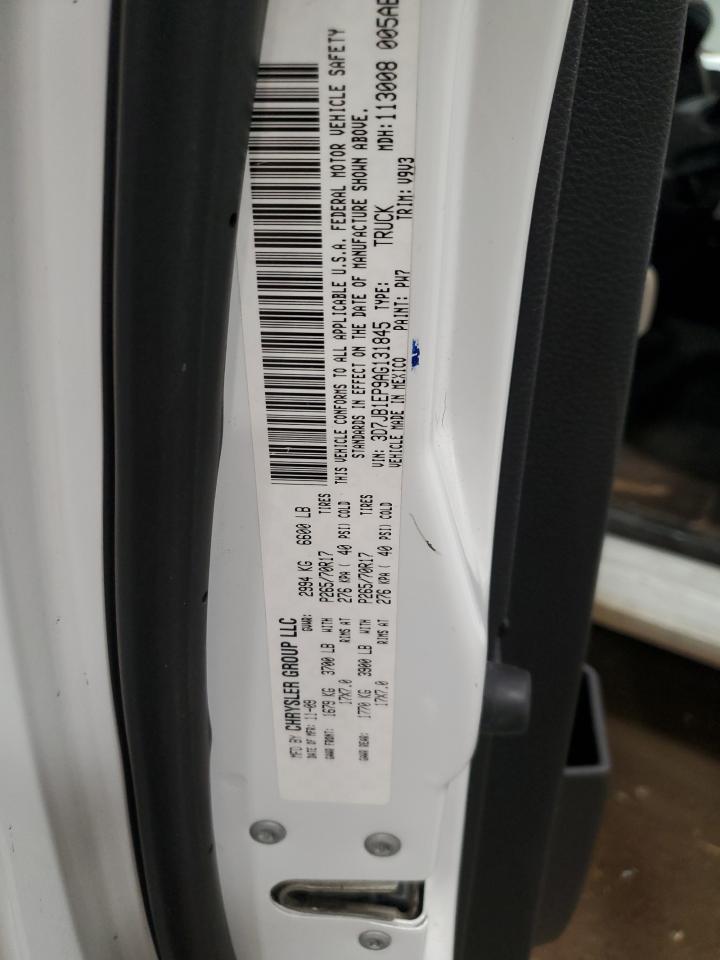 MFD BY CHRYSLER GROUP LLC
DATE OF MFR: 11-09 GVWR: 2994 KG 6600 LB
GAWR FRONT: 1679 KG 3700 LB WITH P265/70R17 TIRES
17X7.0 RIMS AT 276 KPA ( 40 PSI) COLD
GAWR REAR: 1770 KG 3900 LB WITH P265/70R17 TIRES
17X7.0 RIMS AT 276 KPA ( 40 PSI) COLD
THIS VEHICLE CONFORMS TO ALL APPLICABLE U.S.A. FEDERAL MOTOR VEHICLE SAFETY
STANDARDS IN EFFECT ON THE DATE OF MANUFACTURE SHOWN ABOVE.
VIN: 3D7JB1EP9AG131845 TYPE: TRUCK MDH: 113008 005AE
VEHICLE MADE IN MEXICO PAINT: PW7 TRIM: V9V3